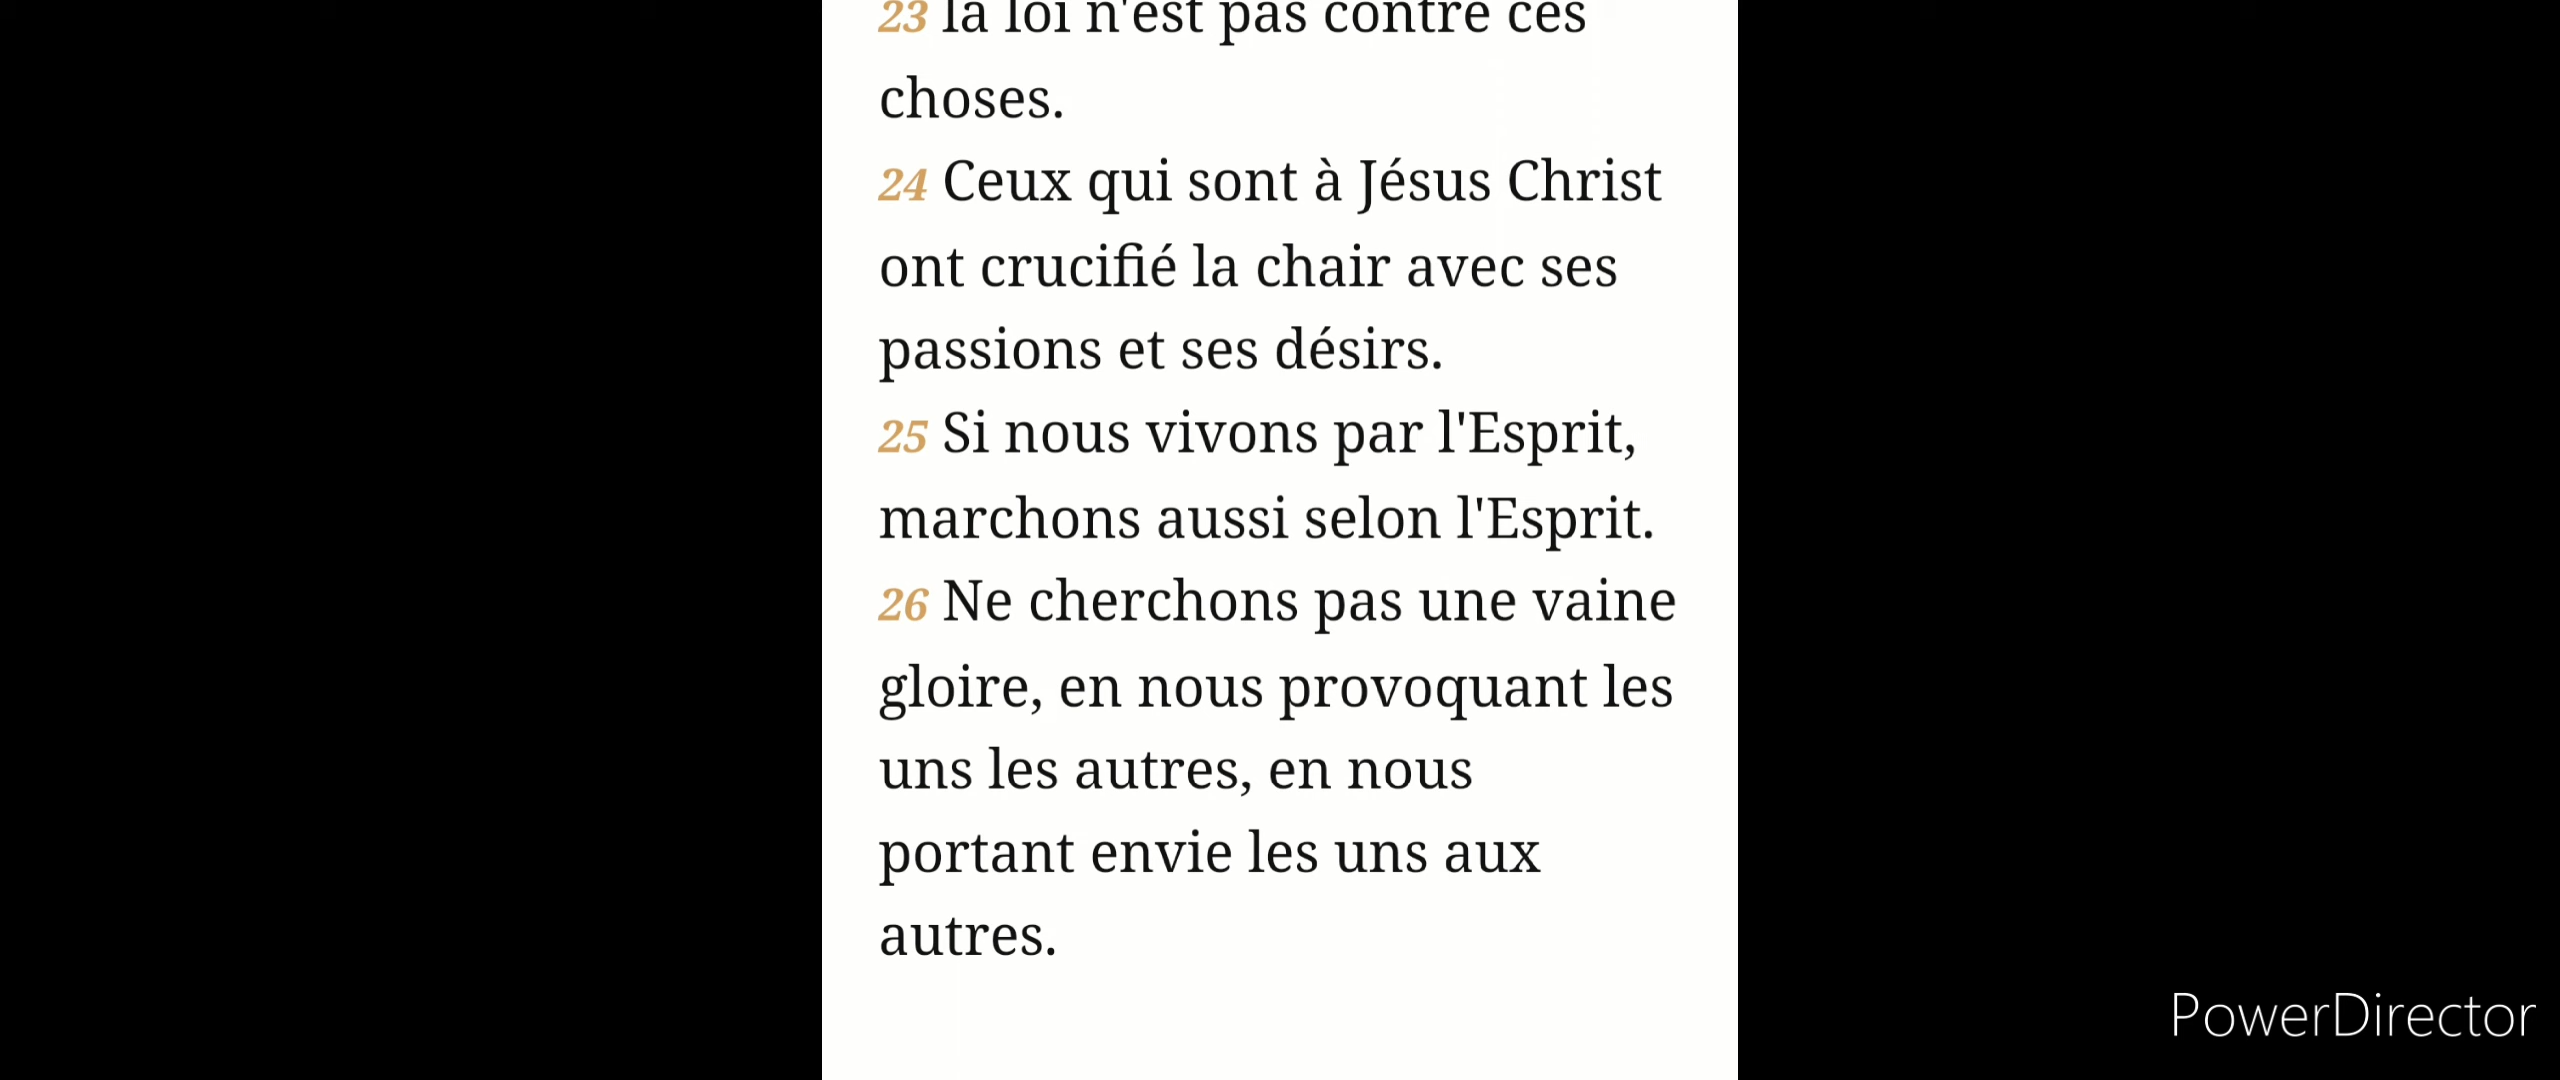 23 la loi n'est pas contre ces
choses.
24 Ceux qui sont à Jésus Christ
ont crucifié la chair avec ses
passions et ses désirs.
25 Si nous vivons par l'Esprit,
marchons aussi selon l'Esprit.
26 Ne cherchons pas une vaine
gloire, en nous provoquant les
uns les autres, en nous
portant envie les uns aux
autres.
PowerDirector